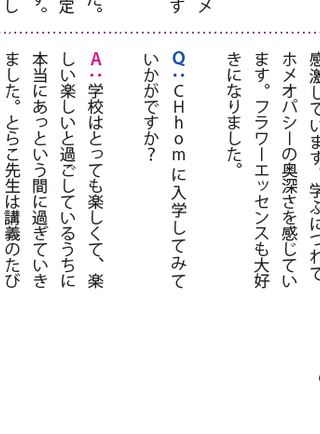 メ
す
た。
定
す。
し
感激しています。学ぶにつれて
ホメオパシーの奥深さを感じてい
ます。フラワーエッセンスも大好
きになりました。
Q：CHhomに入学してみて
いかがですか？
A：学校はとっても楽しくて、楽
しい楽しいと過ごしているうちに
本当にあっという間に過ぎていき
ました。とらこ先生は講義のたび